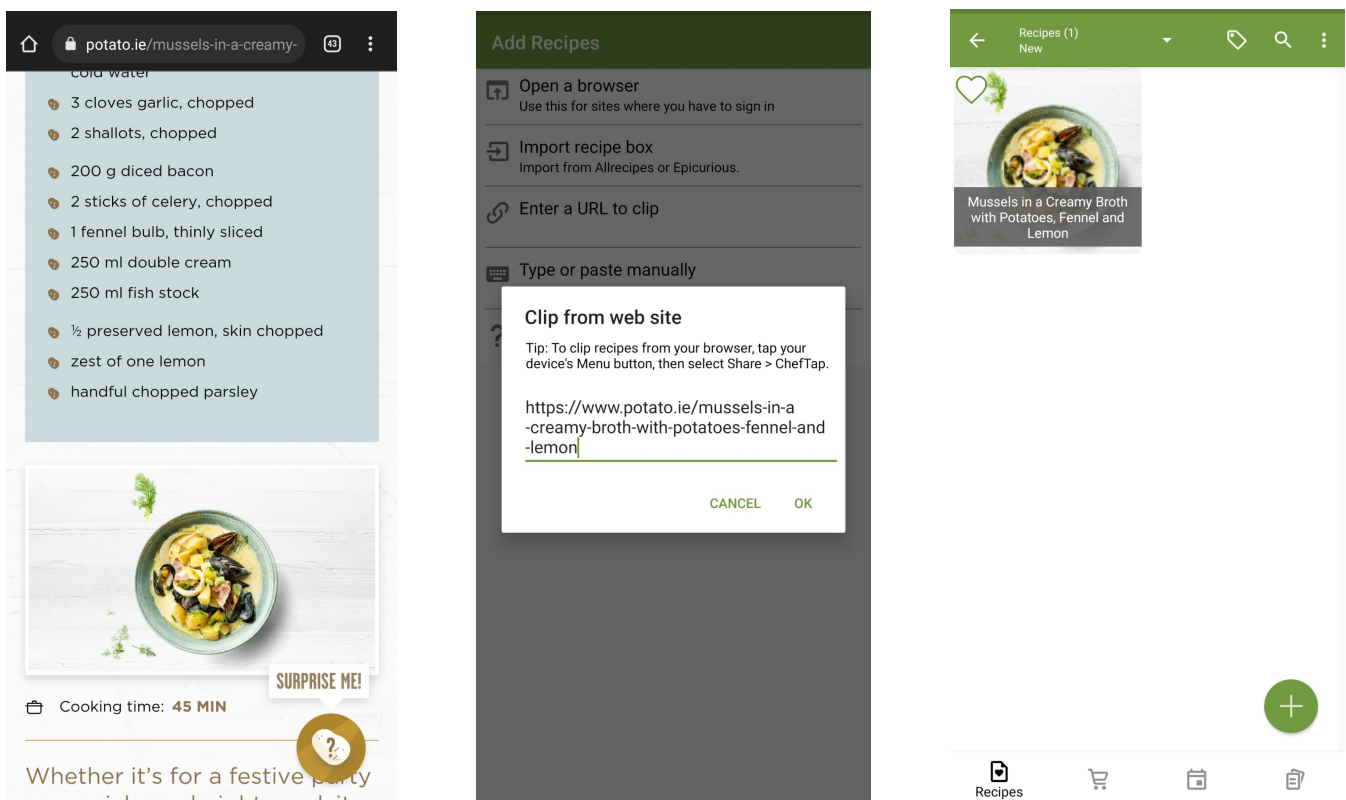 potato.ie/mussels-in-a-creamy-
43
cold water
3 cloves garlic, chopped
2 shallots, chopped
200 g diced bacon
2 sticks of celery, chopped
1 fennel bulb, thinly sliced
250 ml double cream
250 ml fish stock
½ preserved lemon, skin chopped
zest of one lemon
handful chopped parsley
SURPRISE ME!
Cooking time: 45 MIN
?
Whether it's for a festive party
Add Recipes
Open a browser
Use this for sites where you have to sign in
Import recipe box
Import from Allrecipes or Epicurious.
Enter a URL to clip
Type or paste manually
?
Clip from web site
Tip: To clip recipes from your browser, tap your
device's Menu button, then select Share > ChefTap.
https://www.potato.ie/mussels-in-a
-creamy-broth-with-potatoes-fennel-and
-lemon
CANCEL OK
Recipes (1)
New
Mussels in a Creamy Broth
with Potatoes, Fennel and
Lemon
Recipes